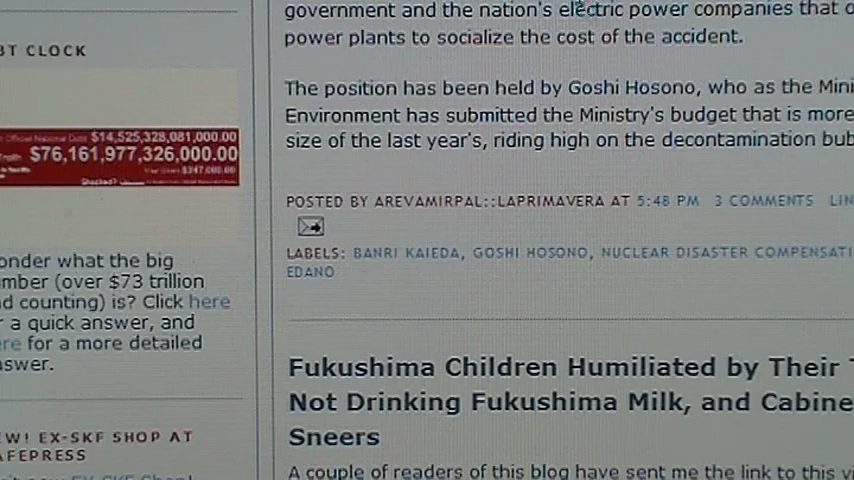 BT CLOCK
$14,525,328,081,000.00
$76,161,977,326,000.00
onder what the big
mber (over $73 trillion
nd counting) is? Click here
r a quick answer, and
ere for a more detailed
nswer.
EW! EX-SKF SHOP AT
AFEPRESS
government and the nation's electric power companies that o
power plants to socialize the cost of the accident.
The position has been held by Goshi Hosono, who as the Mini
Environment has submitted the Ministry's budget that is more
size of the last year's, riding high on the decontamination bub
POSTED BY AREVAMIRPAL::LAPRIMAVERA AT 5:48 PM 3 COMMENTS LIN
LABELS: BANRI KAIEDA, GOSHI HOSONO, NUCLEAR DISASTER COMPENSATI
EDANO
Fukushima Children Humiliated by Their T
Not Drinking Fukushima Milk, and Cabine
Sneers
A couple of readers of this blog have sent me the link to this vi